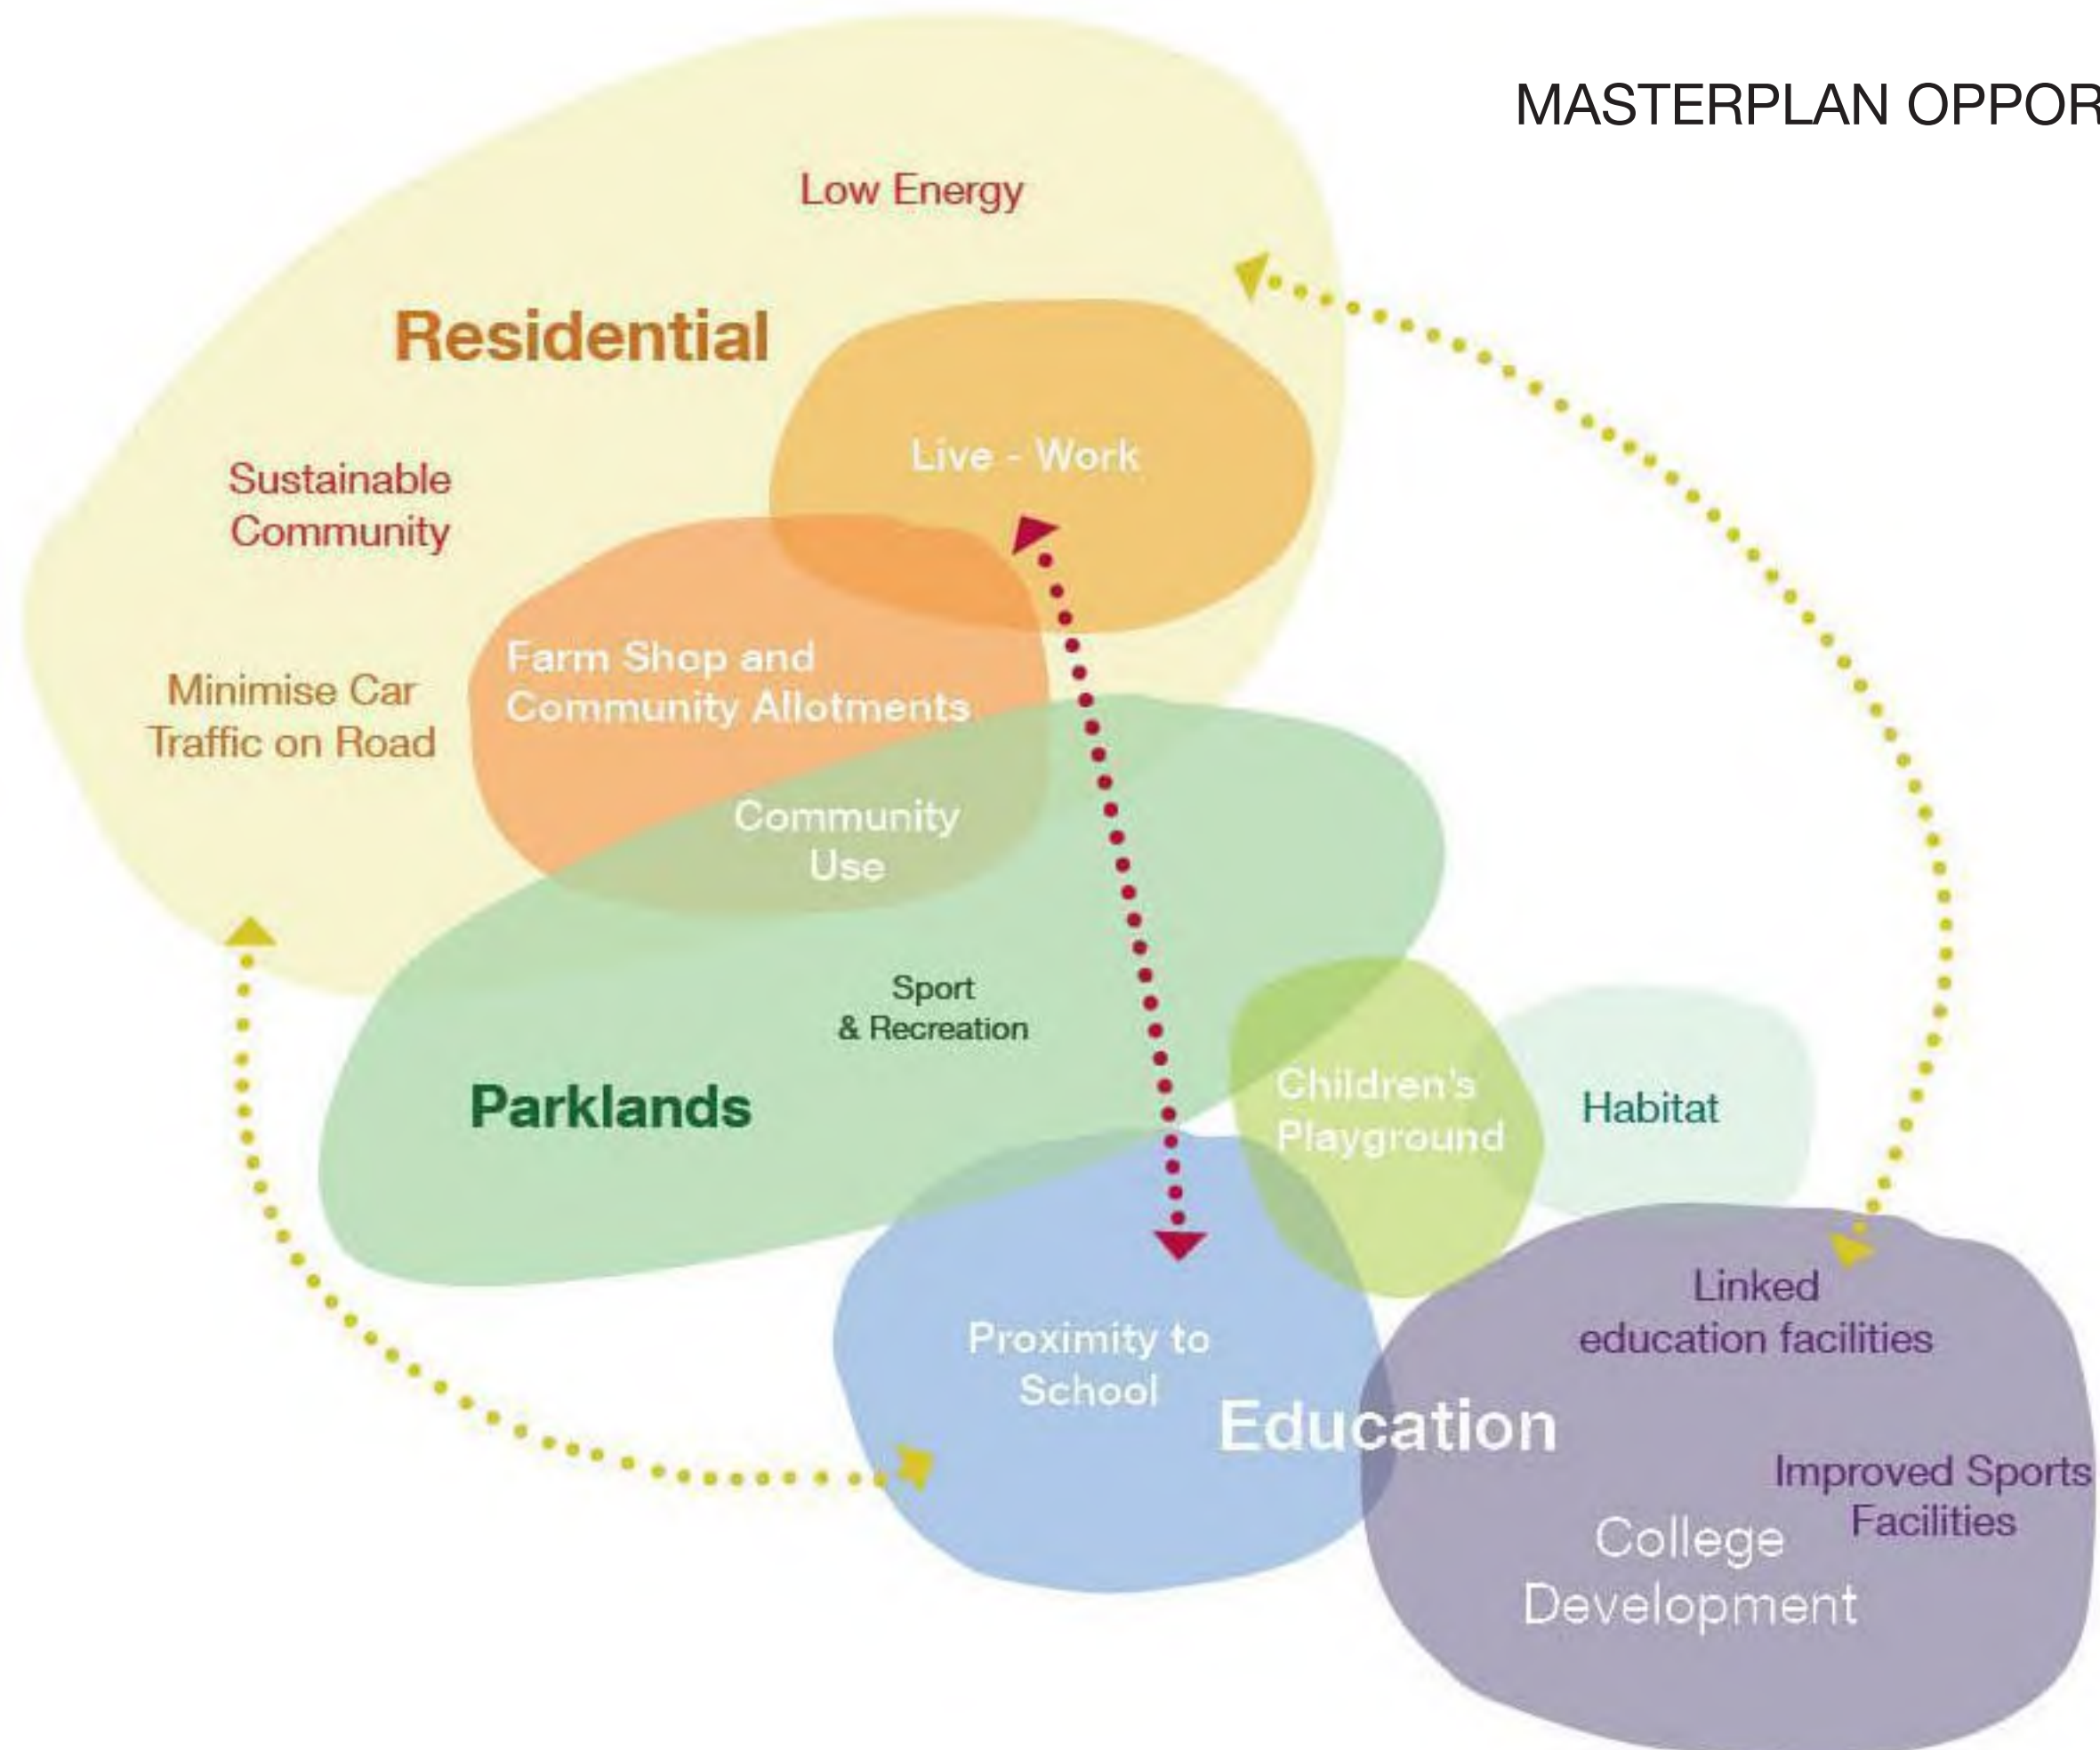 MASTERPLAN OPPOR
Low Energy
Residential
Live - Work
Sustainable
Community
Farm Shop and
Community Allotments
Minimise Car
Traffic on Road
Community
Use
Sport
& Recreation
Parklands
Children's
Playground
Habitat
Linked
education facilities
Proximity to
School
Education
Improved Sports
Facilities
College
Development